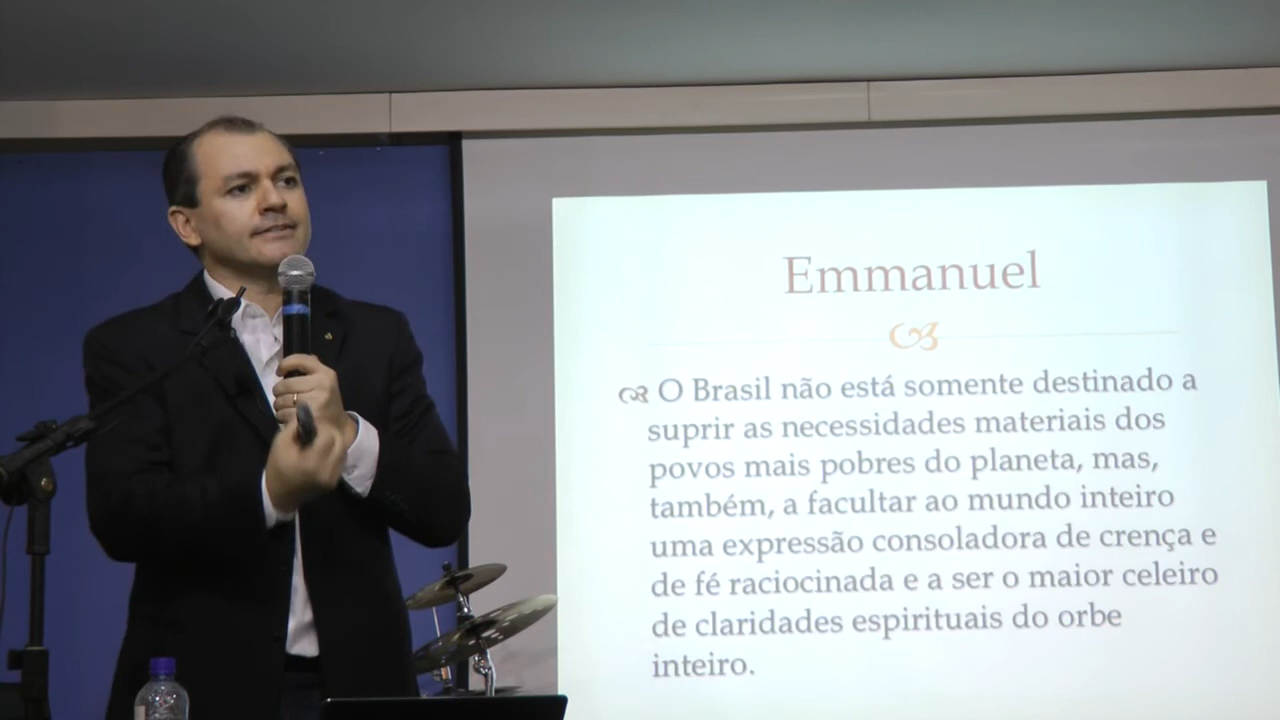 Emmanuel
O Brasil não está somente destinado a
suprir as necessidades materiais dos
povos mais pobres do planeta, mas,
também, a facultar ao mundo inteiro
uma expressão consoladora de crença e
de fé raciocinada e a ser o maior celeiro
de claridades espirituais do orbe
inteiro.